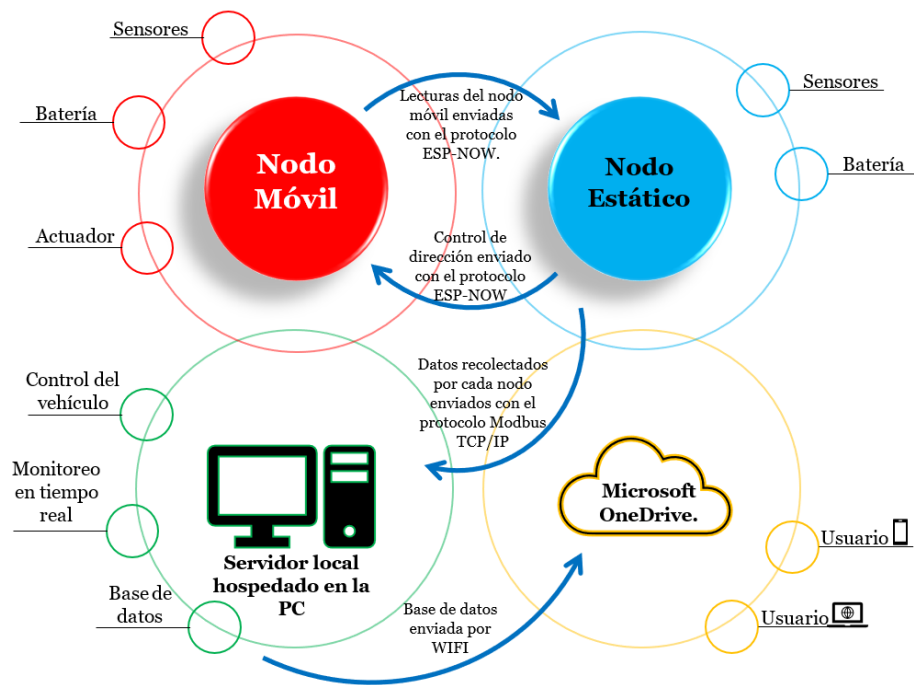 Sensores
Batería
Actuador
Nodo
Móvil
Lecturas del nodo
móvil enviadas
con el protocolo
ESP-NOW.
Nodo
Estático
Sensores
Batería
Control de
dirección enviado
con el protocolo
ESP-NOW
Datos recolectados
por cada nodo
enviados con el
protocolo Modbus
TCP/IP
Control del
vehículo
Monitoreo
en tiempo
real
Base de
datos
Servidor local
hospedado en la
PC
Base de datos
enviada por
WIFI
Microsoft
OneDrive.
Usuario
Usuario